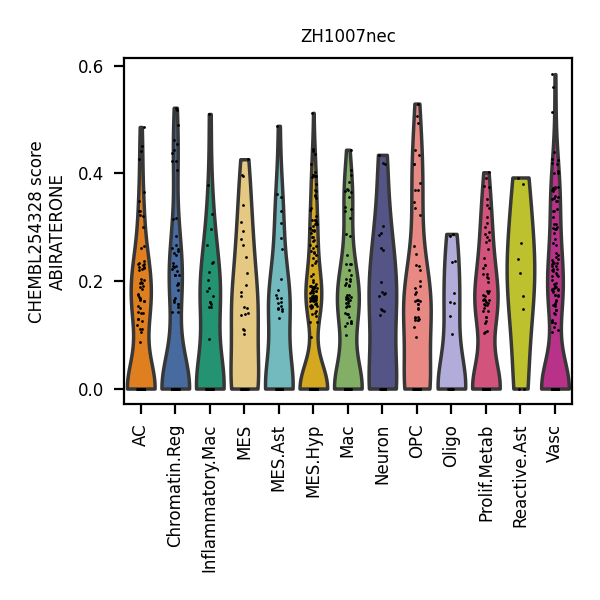 ZH1007nec
CHEMBL254328 score
ABIRATERONE
0.6
0.4
0.2
0.0
AC
Chromatin.Reg
Inflammatory.Mac
MES
MES.Ast
MES.Hyp
Mac
Neuron
OPC
Oligo
Prolif.Metab
Reactive.Ast
Vasc